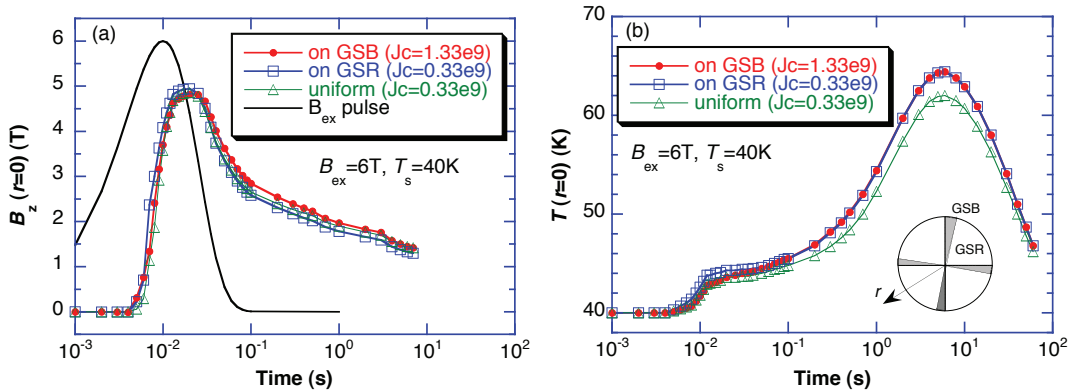 (a)
on GSB (Jc=1.33e9)
on GSR (Jc=0.33e9)
uniform (Jc=0.33e9)
B_ex pulse
B_ex=6T, T_s=40K
B_z (r=0) (T)
6
5
4
3
2
1
0
10^-3
10^-2
10^-1
10^0
10^1
10^2
Time (s)
(b)
on GSB (Jc=1.33e9)
on GSR (Jc=0.33e9)
uniform (Jc=0.33e9)
B_ex=6T, T_s=40K
T (r=0) (K)
70
60
50
40
GSB
GSR
r
10^-3
10^-2
10^-1
10^0
10^1
10^2
Time (s)